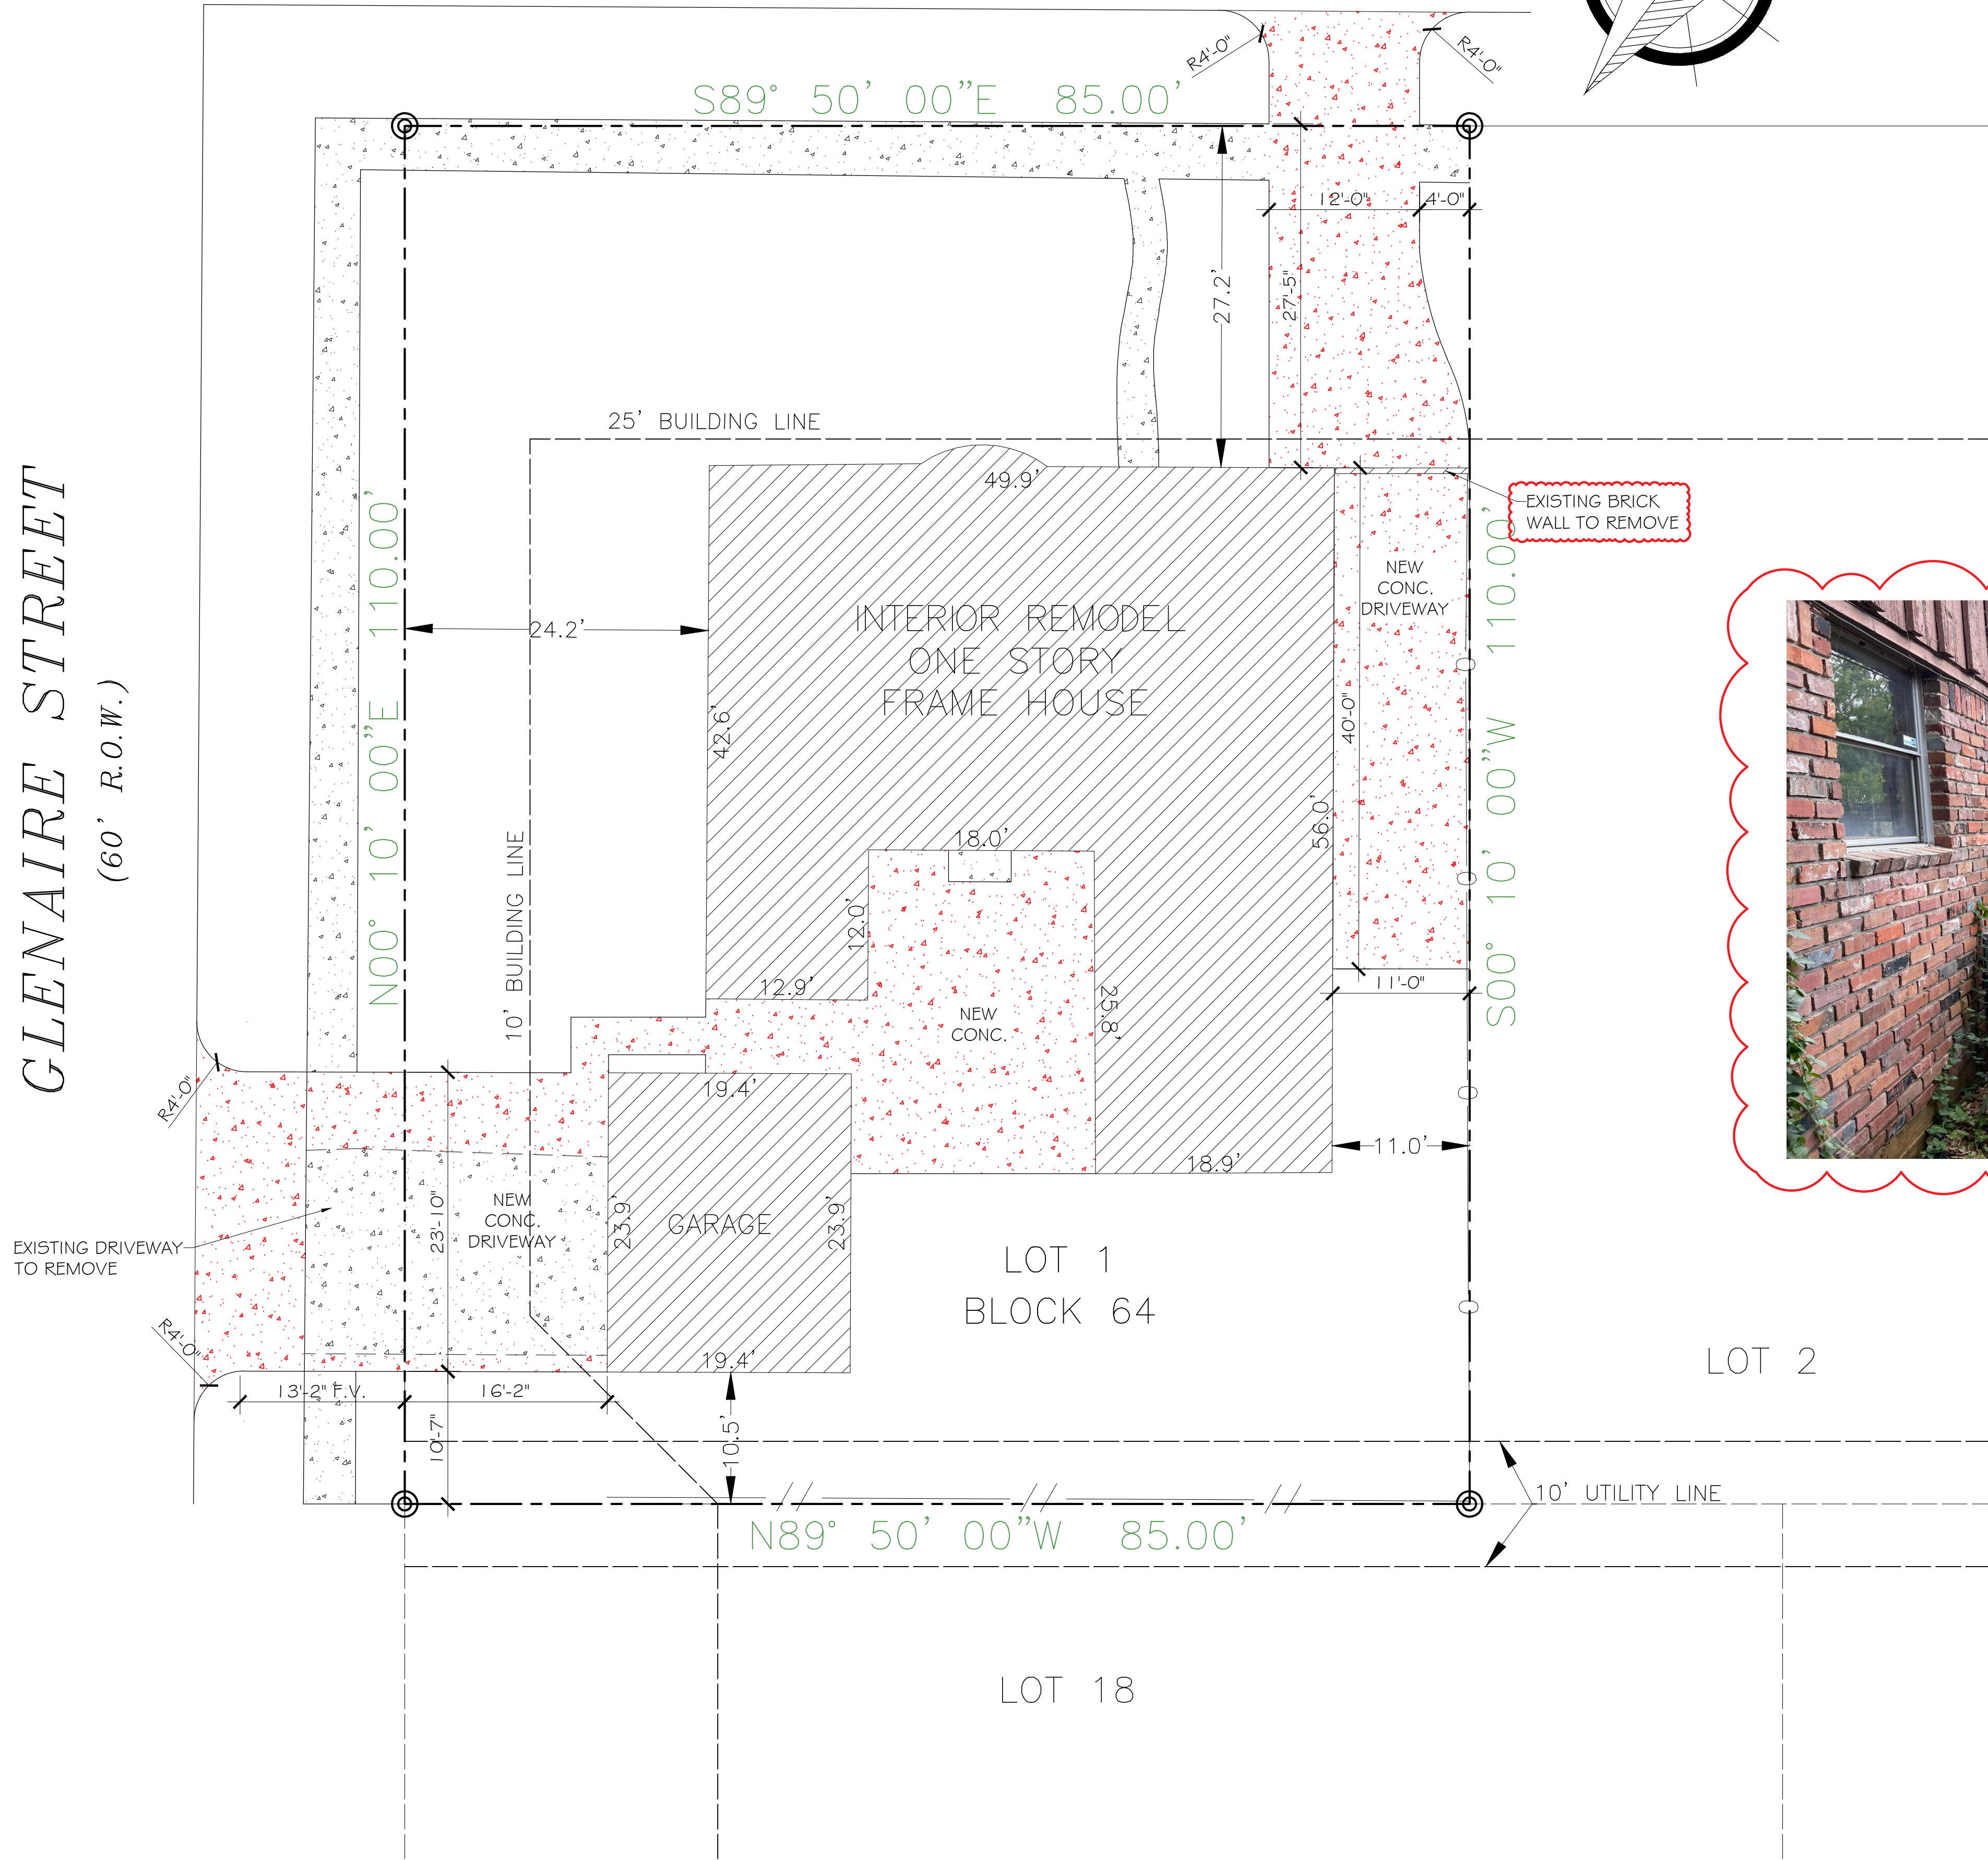 R4'-0"
R4'-0"
S89° 50' 00"E 85.00'
12'-0"
4'-0"
27.2'
27'-5"
25' BUILDING LINE
49.9'
EXISTING BRICK
WALL TO REMOVE
GLENAIRE STREET
(60' R.O.W.)
N00° 10' 00"E 110.00'
24.2'
INTERIOR REMODEL
ONE STORY
FRAME HOUSE
42.6'
NEW
CONC.
DRIVEWAY
40'-0"
56.0'
S00° 10' 00"W 110.00'
10' BUILDING LINE
18.0'
12.0'
12.9'
NEW
CONC.
25.8'
11'-0"
R4'-0"
19.4'
18.9'
11.0'
EXISTING DRIVEWAY
TO REMOVE
23'-10"
NEW
CONC.
DRIVEWAY
23.9'
GARAGE
23.9'
LOT 1
BLOCK 64
R4'-0"
19.4'
LOT 2
13'-2" F.V.
16'-2"
10'-7"
10.5'
10' UTILITY LINE
N89° 50' 00"W 85.00'
LOT 18